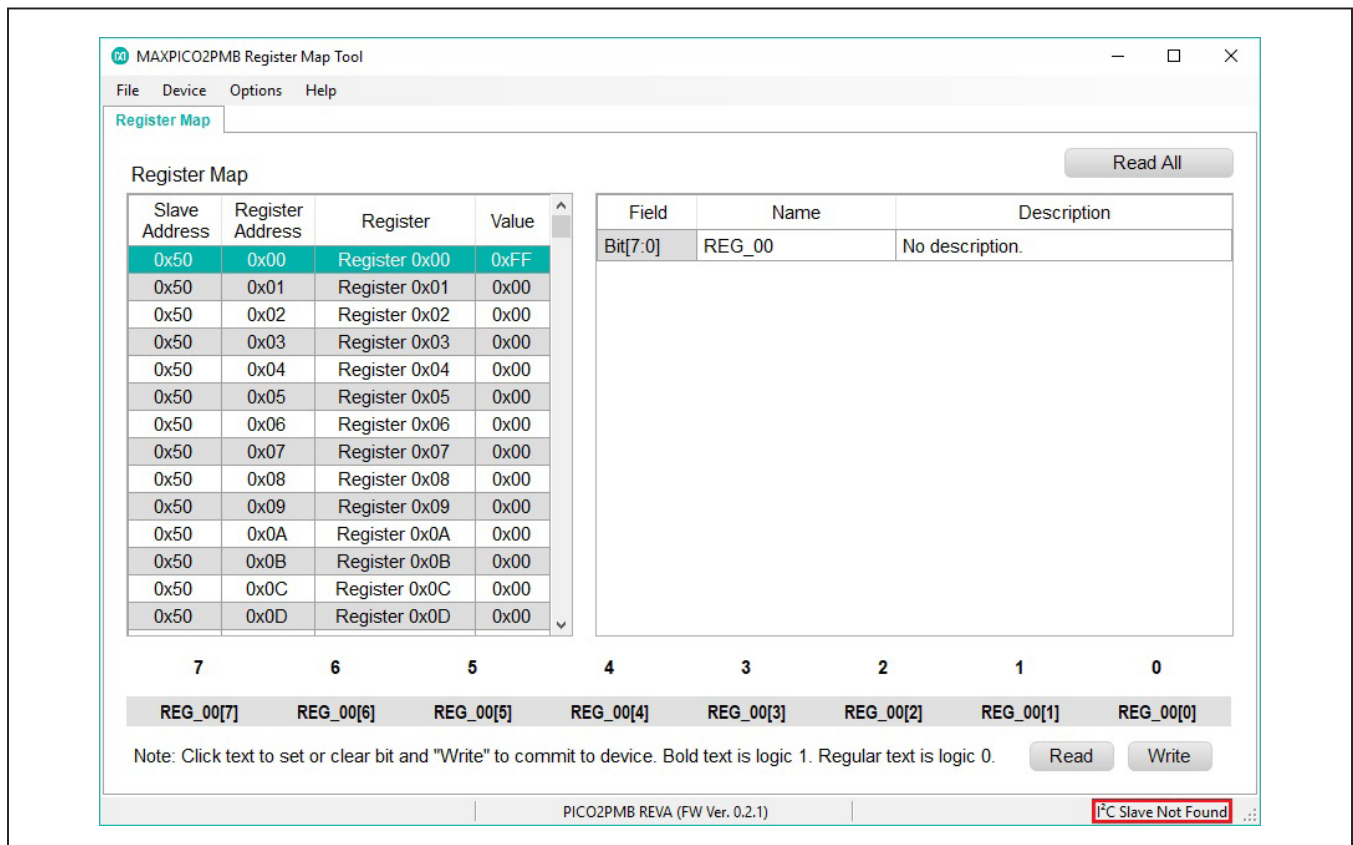 MAXPICO2PMB Register Map Tool
File Device Options Help
Register Map
Read All
Register Map
Slave Address Register Address Register Value
0x50 0x00 Register 0x00 0xFF
0x50 0x01 Register 0x01 0x00
0x50 0x02 Register 0x02 0x00
0x50 0x03 Register 0x03 0x00
0x50 0x04 Register 0x04 0x00
0x50 0x05 Register 0x05 0x00
0x50 0x06 Register 0x06 0x00
0x50 0x07 Register 0x07 0x00
0x50 0x08 Register 0x08 0x00
0x50 0x09 Register 0x09 0x00
0x50 0x0A Register 0x0A 0x00
0x50 0x0B Register 0x0B 0x00
0x50 0x0C Register 0x0C 0x00
0x50 0x0D Register 0x0D 0x00
Field Name Description
Bit[7:0] REG_00 No description.
7 6 5 4 3 2 1 0
REG_00[7] REG_00[6] REG_00[5] REG_00[4] REG_00[3] REG_00[2] REG_00[1] REG_00[0]
Note: Click text to set or clear bit and "Write" to commit to device. Bold text is logic 1. Regular text is logic 0. Read Write
PICO2PMB REVA (FW Ver. 0.2.1) I²C Slave Not Found